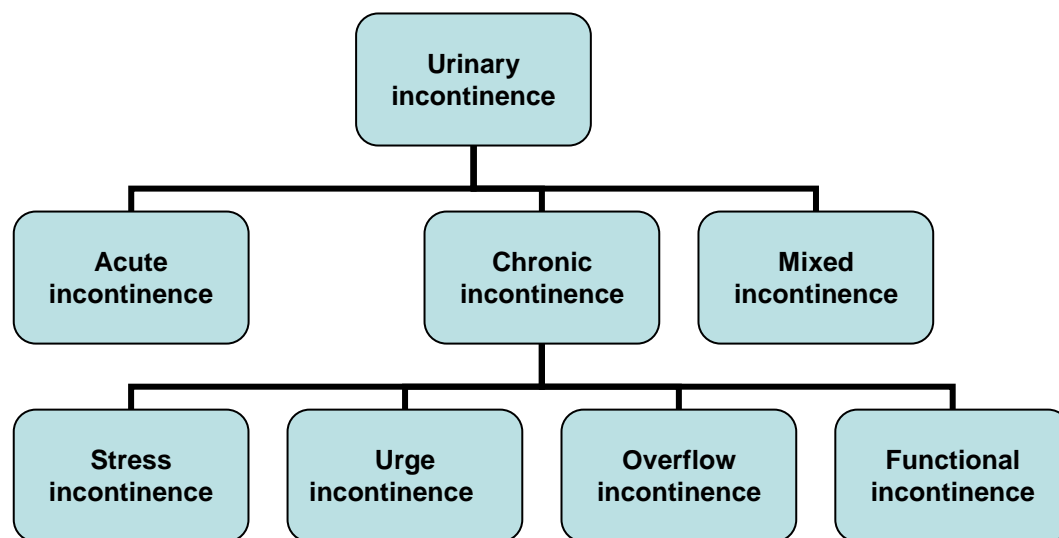 Urinary
incontinence
Acute
incontinence
Chronic
incontinence
Mixed
incontinence
Stress
incontinence
Urge
incontinence
Overflow
incontinence
Functional
incontinence